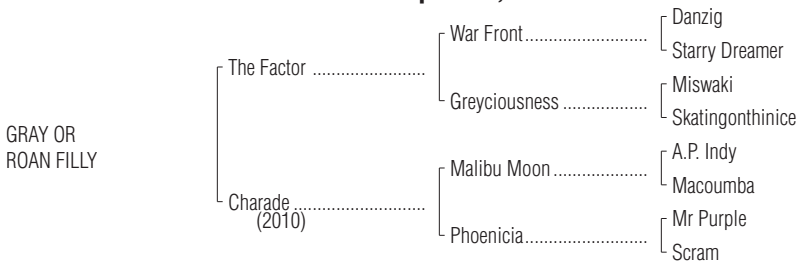 Danzig
War Front........................
Starry Dreamer
The Factor ........................
Miswaki
Greyciousness ..................
Skatingonthinice
GRAY OR
ROAN FILLY
A.P. Indy
Malibu Moon....................
Macoumba
Charade ............................
(2010)
Mr Purple
Phoenicia..........................
Scram